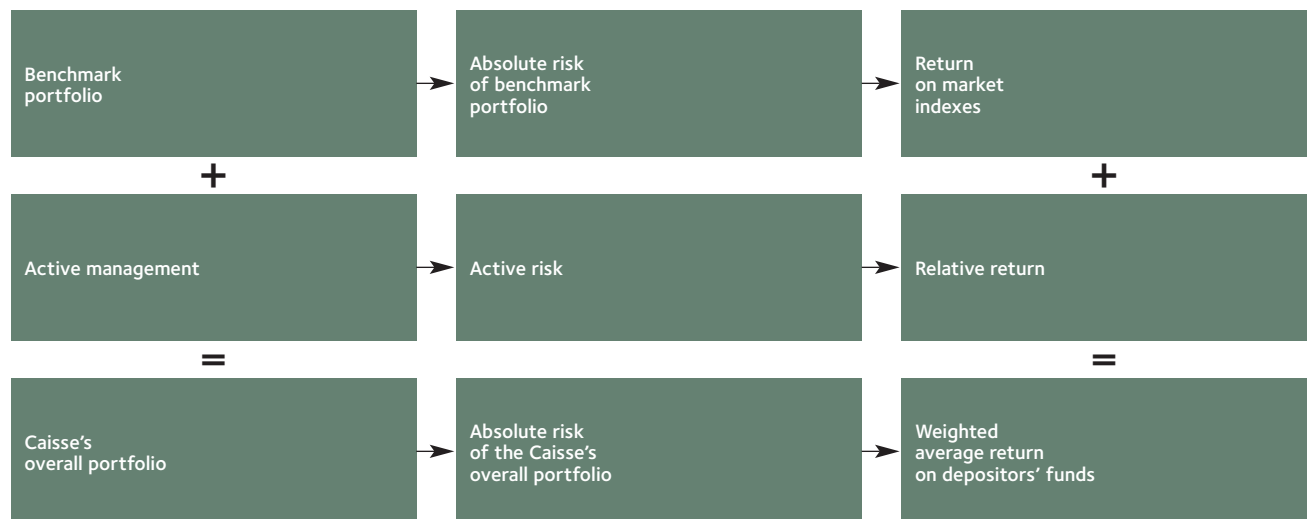 Benchmark
portfolio
Absolute risk
of benchmark
portfolio
Return
on market
indexes
+
+
Active management
Active risk
Relative return
=
=
Caisse’s
overall portfolio
Absolute risk
of the Caisse’s
overall portfolio
Weighted
average return
on depositors’ funds